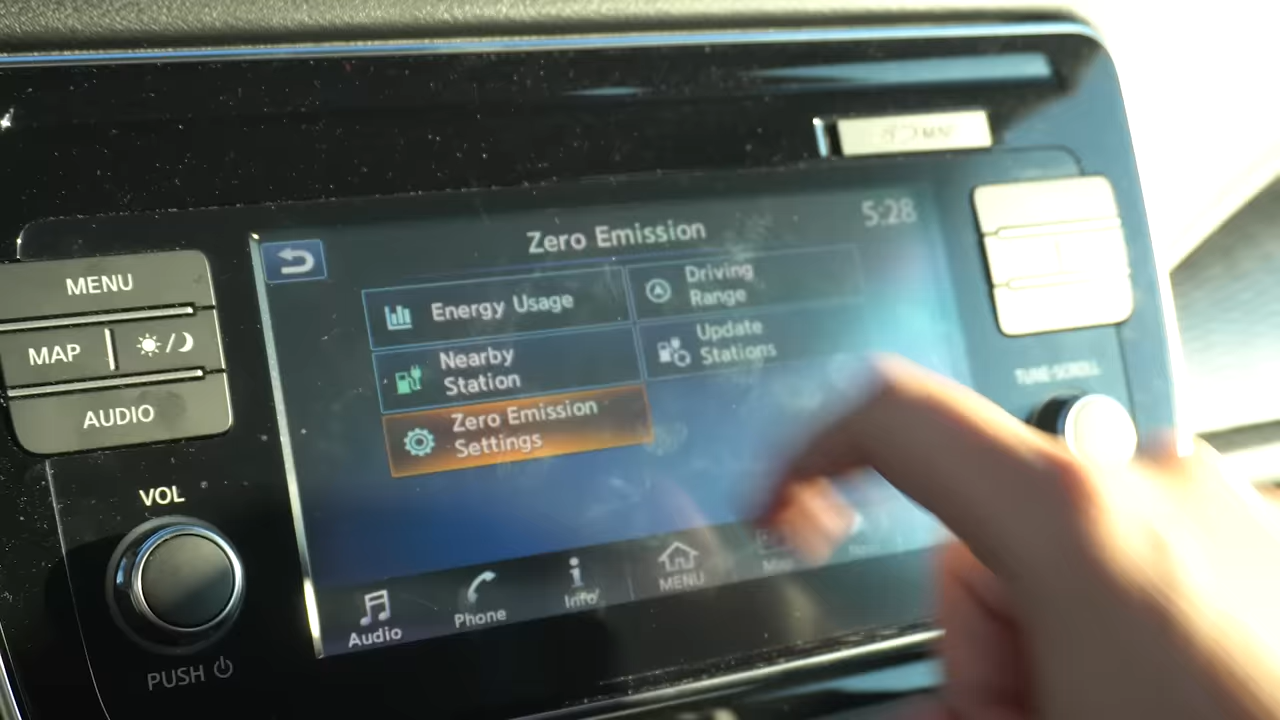 Zero Emission
5:28
MENU
MAP
AUDIO
VOL
PUSH
Energy Usage
Driving
Range
Nearby
Station
Update
Stations
Zero Emission
Settings
TUNE·SCROLL
Audio
Phone
Info
MENU
Map